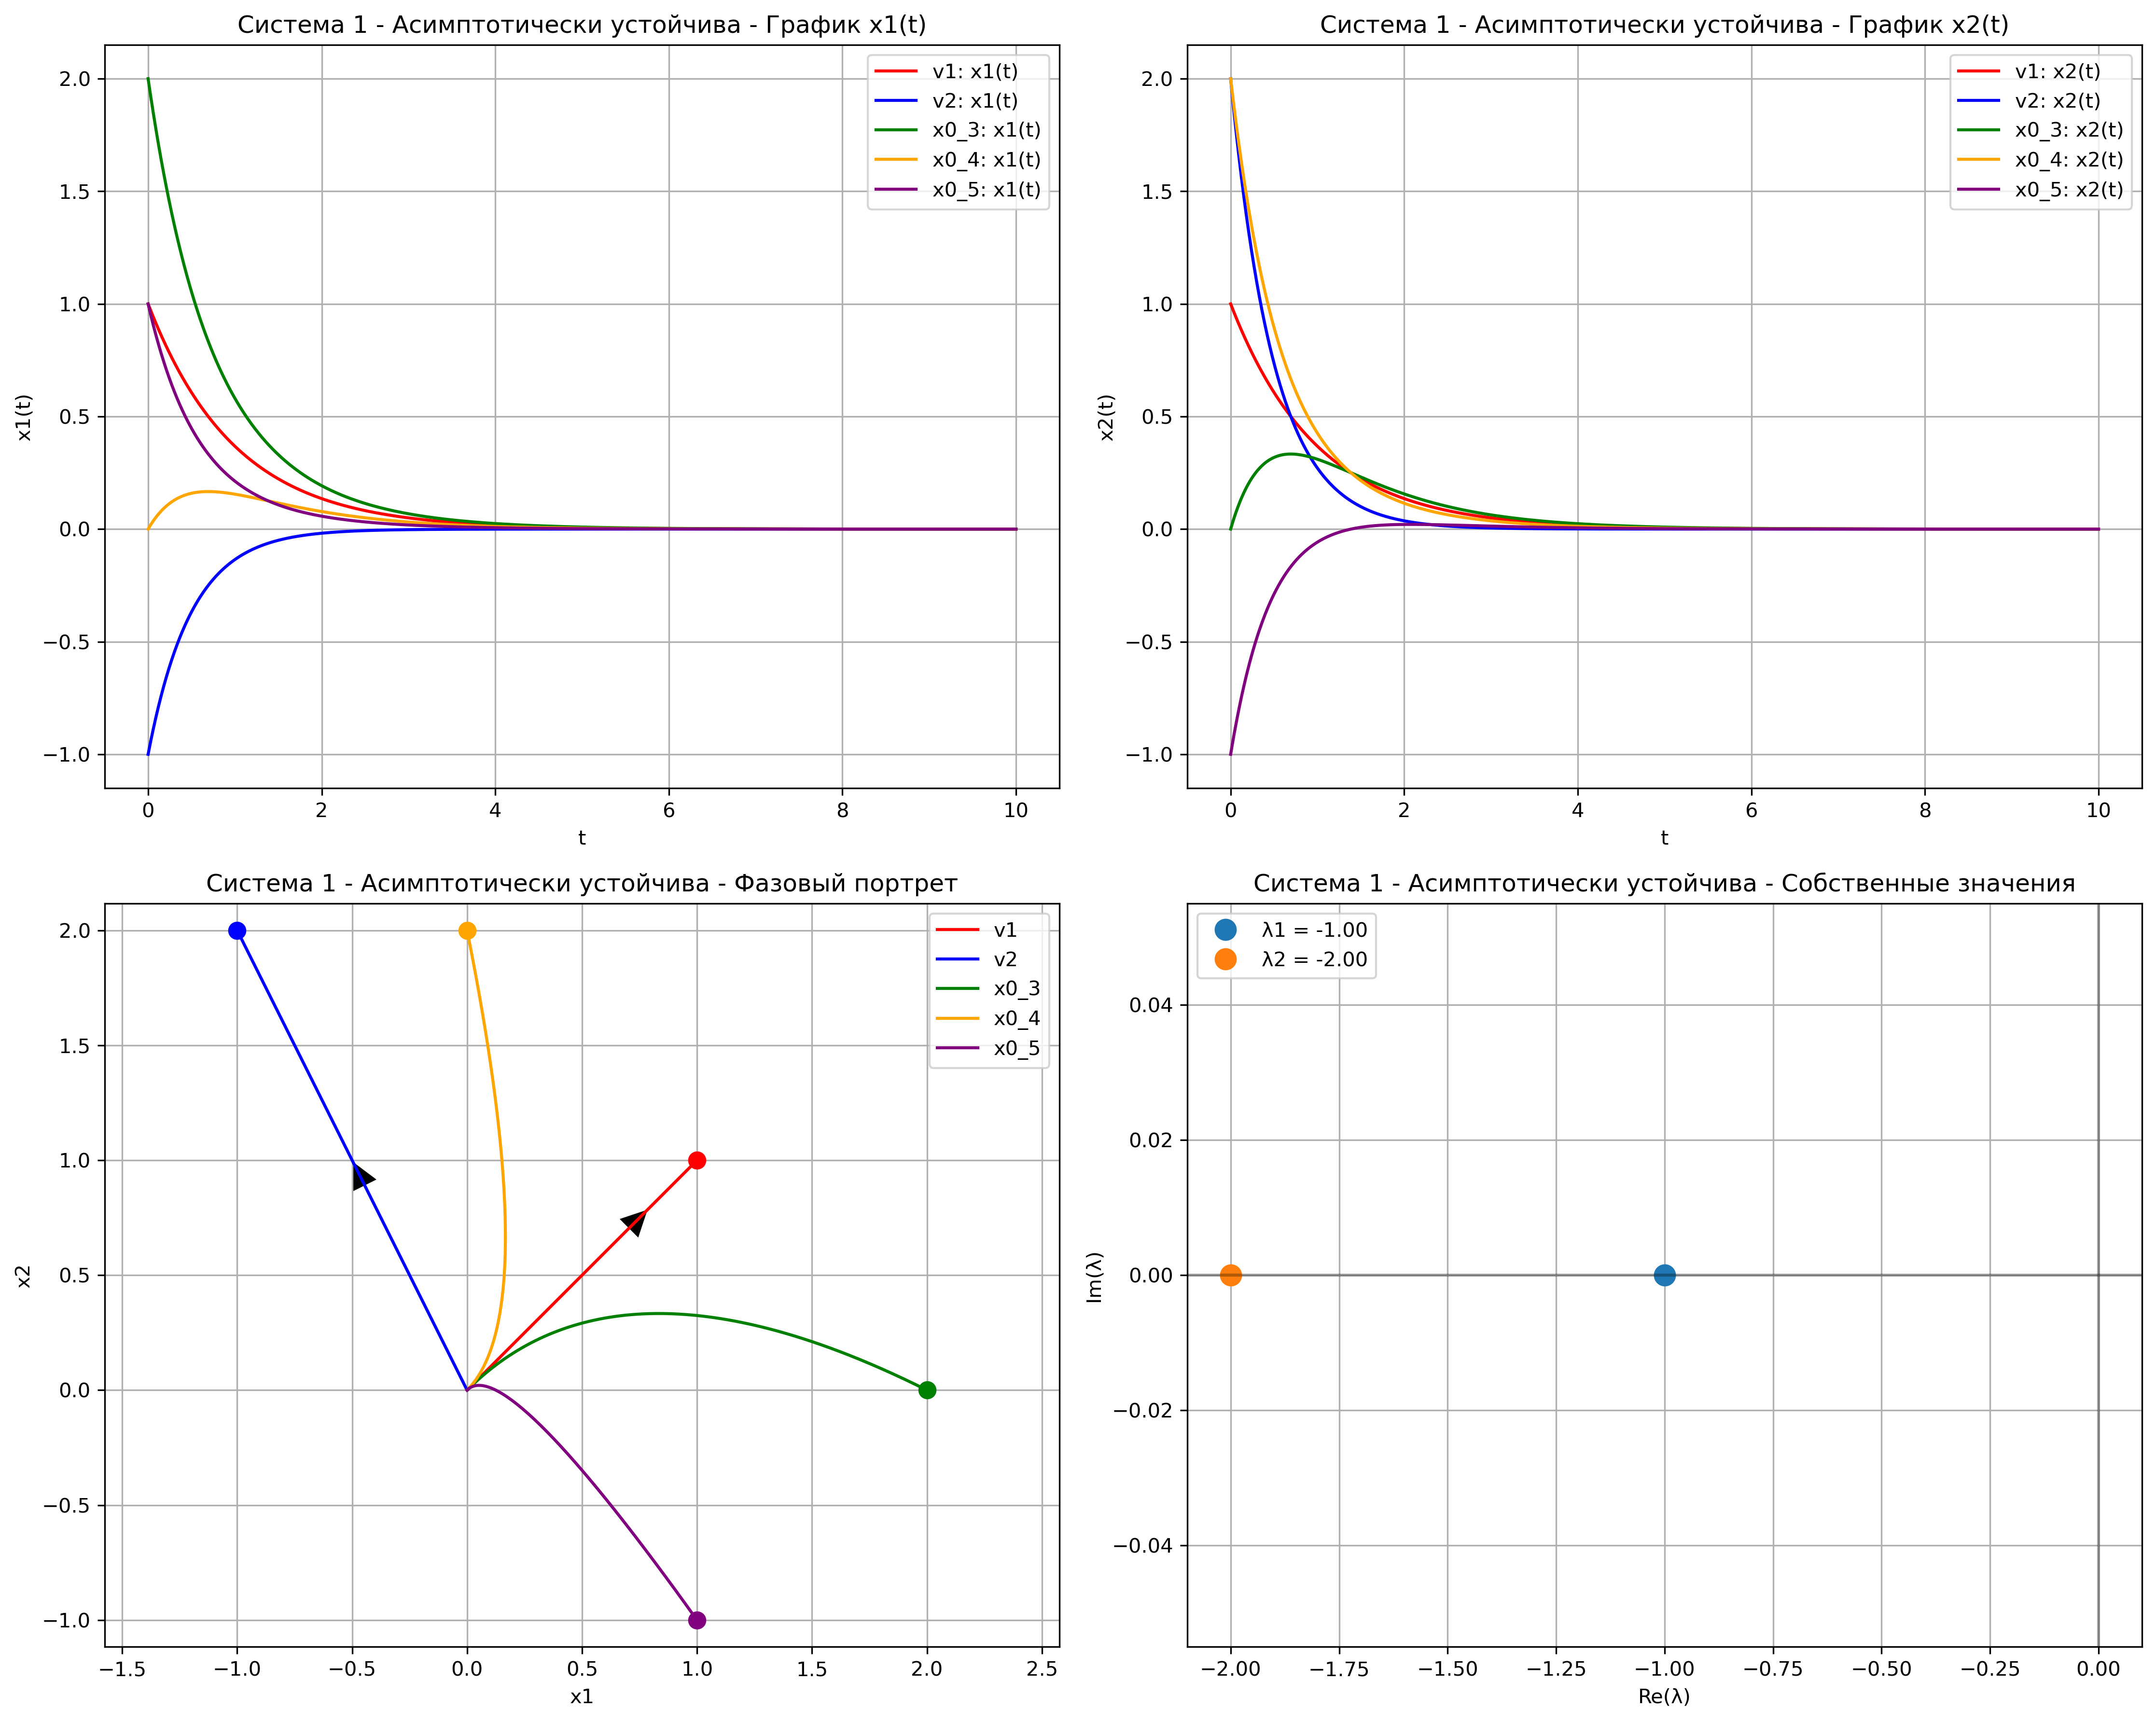 Система 1 - Асимптотически устойчива - График x1(t)
v1: x1(t)
v2: x1(t)
x0_3: x1(t)
x0_4: x1(t)
x0_5: x1(t)
2.0
1.5
1.0
0.5
0.0
−0.5
−1.0
x1(t)
0 2 4 6 8 10
t
Система 1 - Асимптотически устойчива - График x2(t)
v1: x2(t)
v2: x2(t)
x0_3: x2(t)
x0_4: x2(t)
x0_5: x2(t)
2.0
1.5
1.0
0.5
0.0
−0.5
−1.0
x2(t)
0 2 4 6 8 10
t
Система 1 - Асимптотически устойчива - Фазовый портрет
v1
v2
x0_3
x0_4
x0_5
2.0
1.5
1.0
0.5
0.0
−0.5
−1.0
x2
−1.5 −1.0 −0.5 0.0 0.5 1.0 1.5 2.0 2.5
x1
Система 1 - Асимптотически устойчива - Собственные значения
λ1 = -1.00
λ2 = -2.00
0.04
0.02
0.00
−0.02
−0.04
Im(λ)
−2.00 −1.75 −1.50 −1.25 −1.00 −0.75 −0.50 −0.25 0.00
Re(λ)